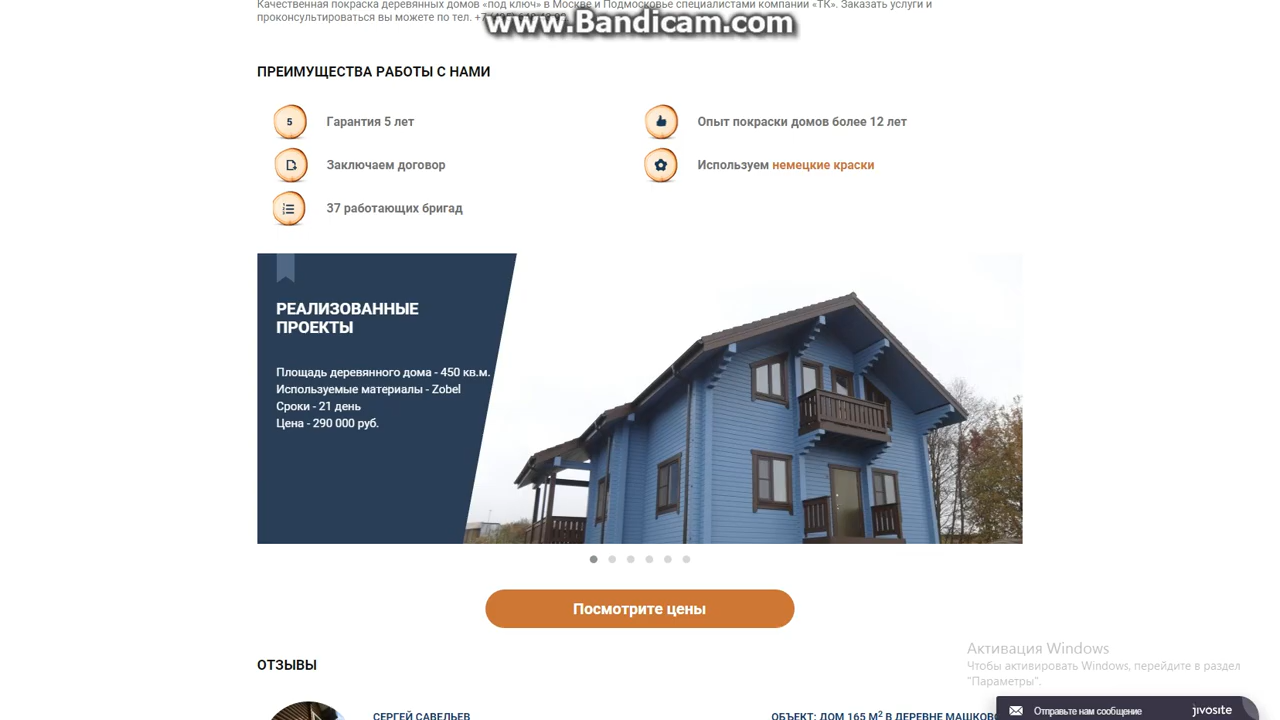 Качественная покраска деревянных домов «под ключ» в Москве и Подмосковье специалистами компании «ТК». Заказать услуги и
проконсультироваться вы можете по тел.
www.Bandicam.com
ПРЕИМУЩЕСТВА РАБОТЫ С НАМИ
5
Гарантия 5 лет
Опыт покраски домов более 12 лет
Заключаем договор
Используем немецкие краски
37 работающих бригад
РЕАЛИЗОВАННЫЕ
ПРОЕКТЫ
Площадь деревянного дома - 450 кв.м.
Используемые материалы - Zobel
Сроки - 21 день
Цена - 290 000 руб.
Посмотрите цены
ОТЗЫВЫ
Активация Windows
Чтобы активировать Windows, перейдите в раздел
"Параметры".
Отправьте нам сообщение
jivosite
СЕРГЕЙ САВЕЛЬЕВ
ОБЪЕКТ: ДОМ 165 М2 В ДЕРЕВНЕ